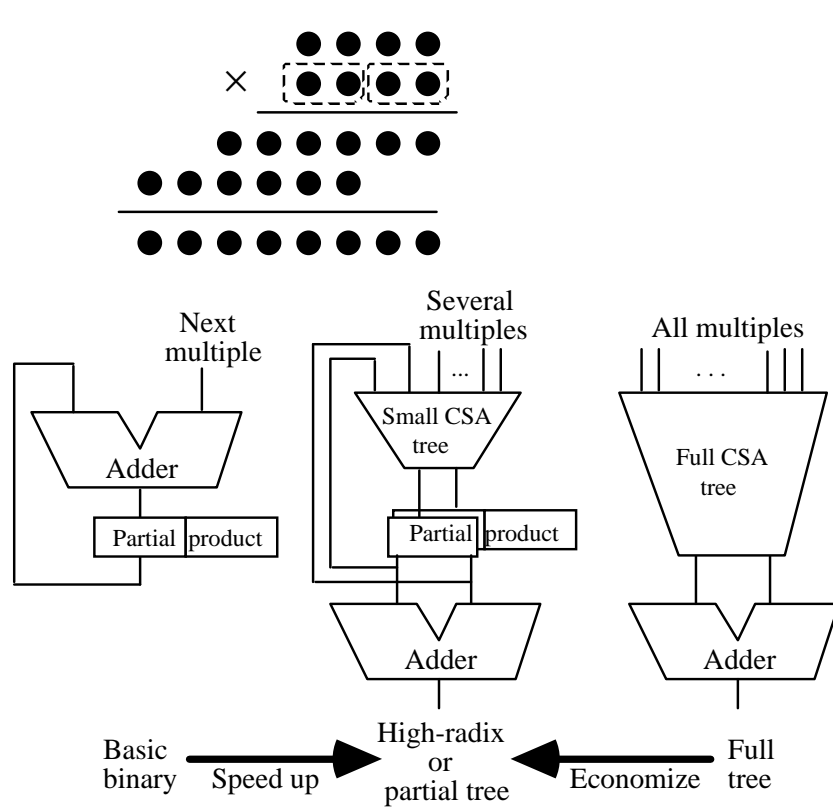 ×
Next
multiple
Adder
Partial product
Several
multiples
...
Small CSA
tree
Partial product
Adder
All multiples
. . .
Full CSA
tree
Adder
Basic
binary
Speed up
High-radix
or
partial tree
Economize
Full
tree